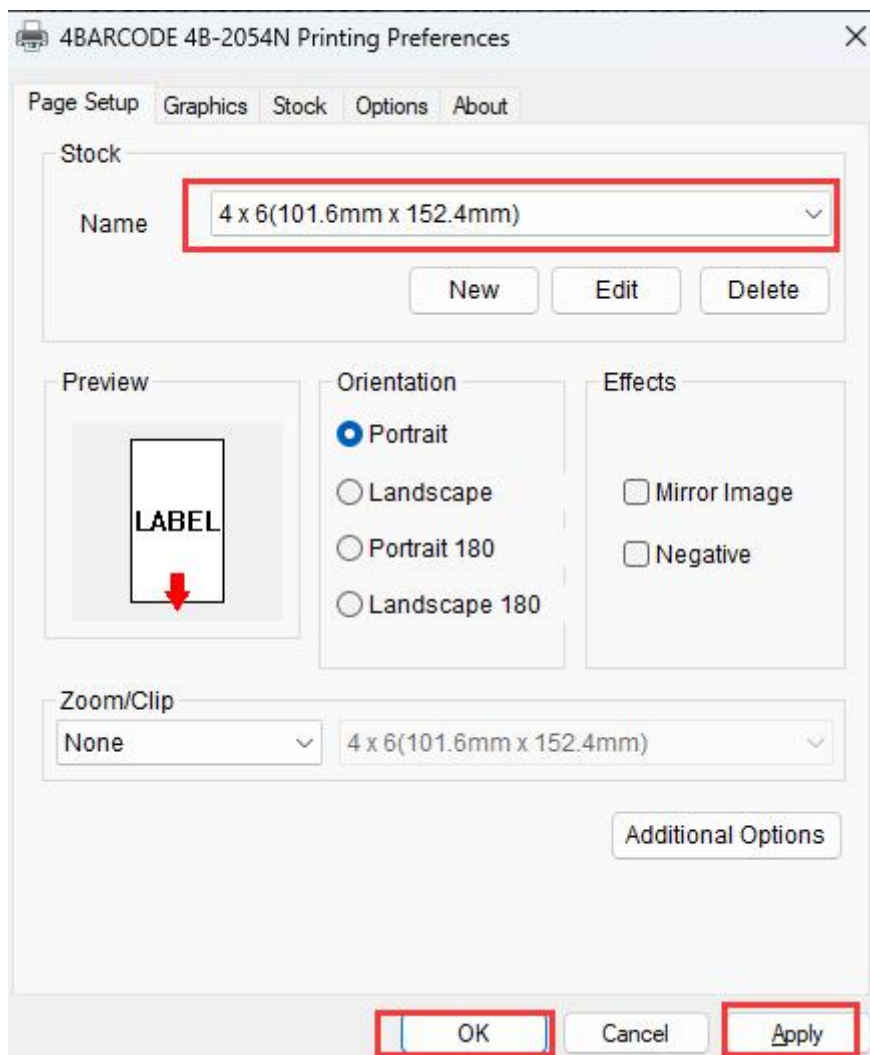 4BARCODE 4B-2054N Printing Preferences
Page Setup Graphics Stock Options About
Stock
Name 4 x 6(101.6mm x 152.4mm)
New Edit Delete
Preview
LABEL
Orientation
Portrait
Landscape
Portrait 180
Landscape 180
Effects
Mirror Image
Negative
Zoom/Clip
None 4 x 6(101.6mm x 152.4mm)
Additional Options
OK Cancel Apply